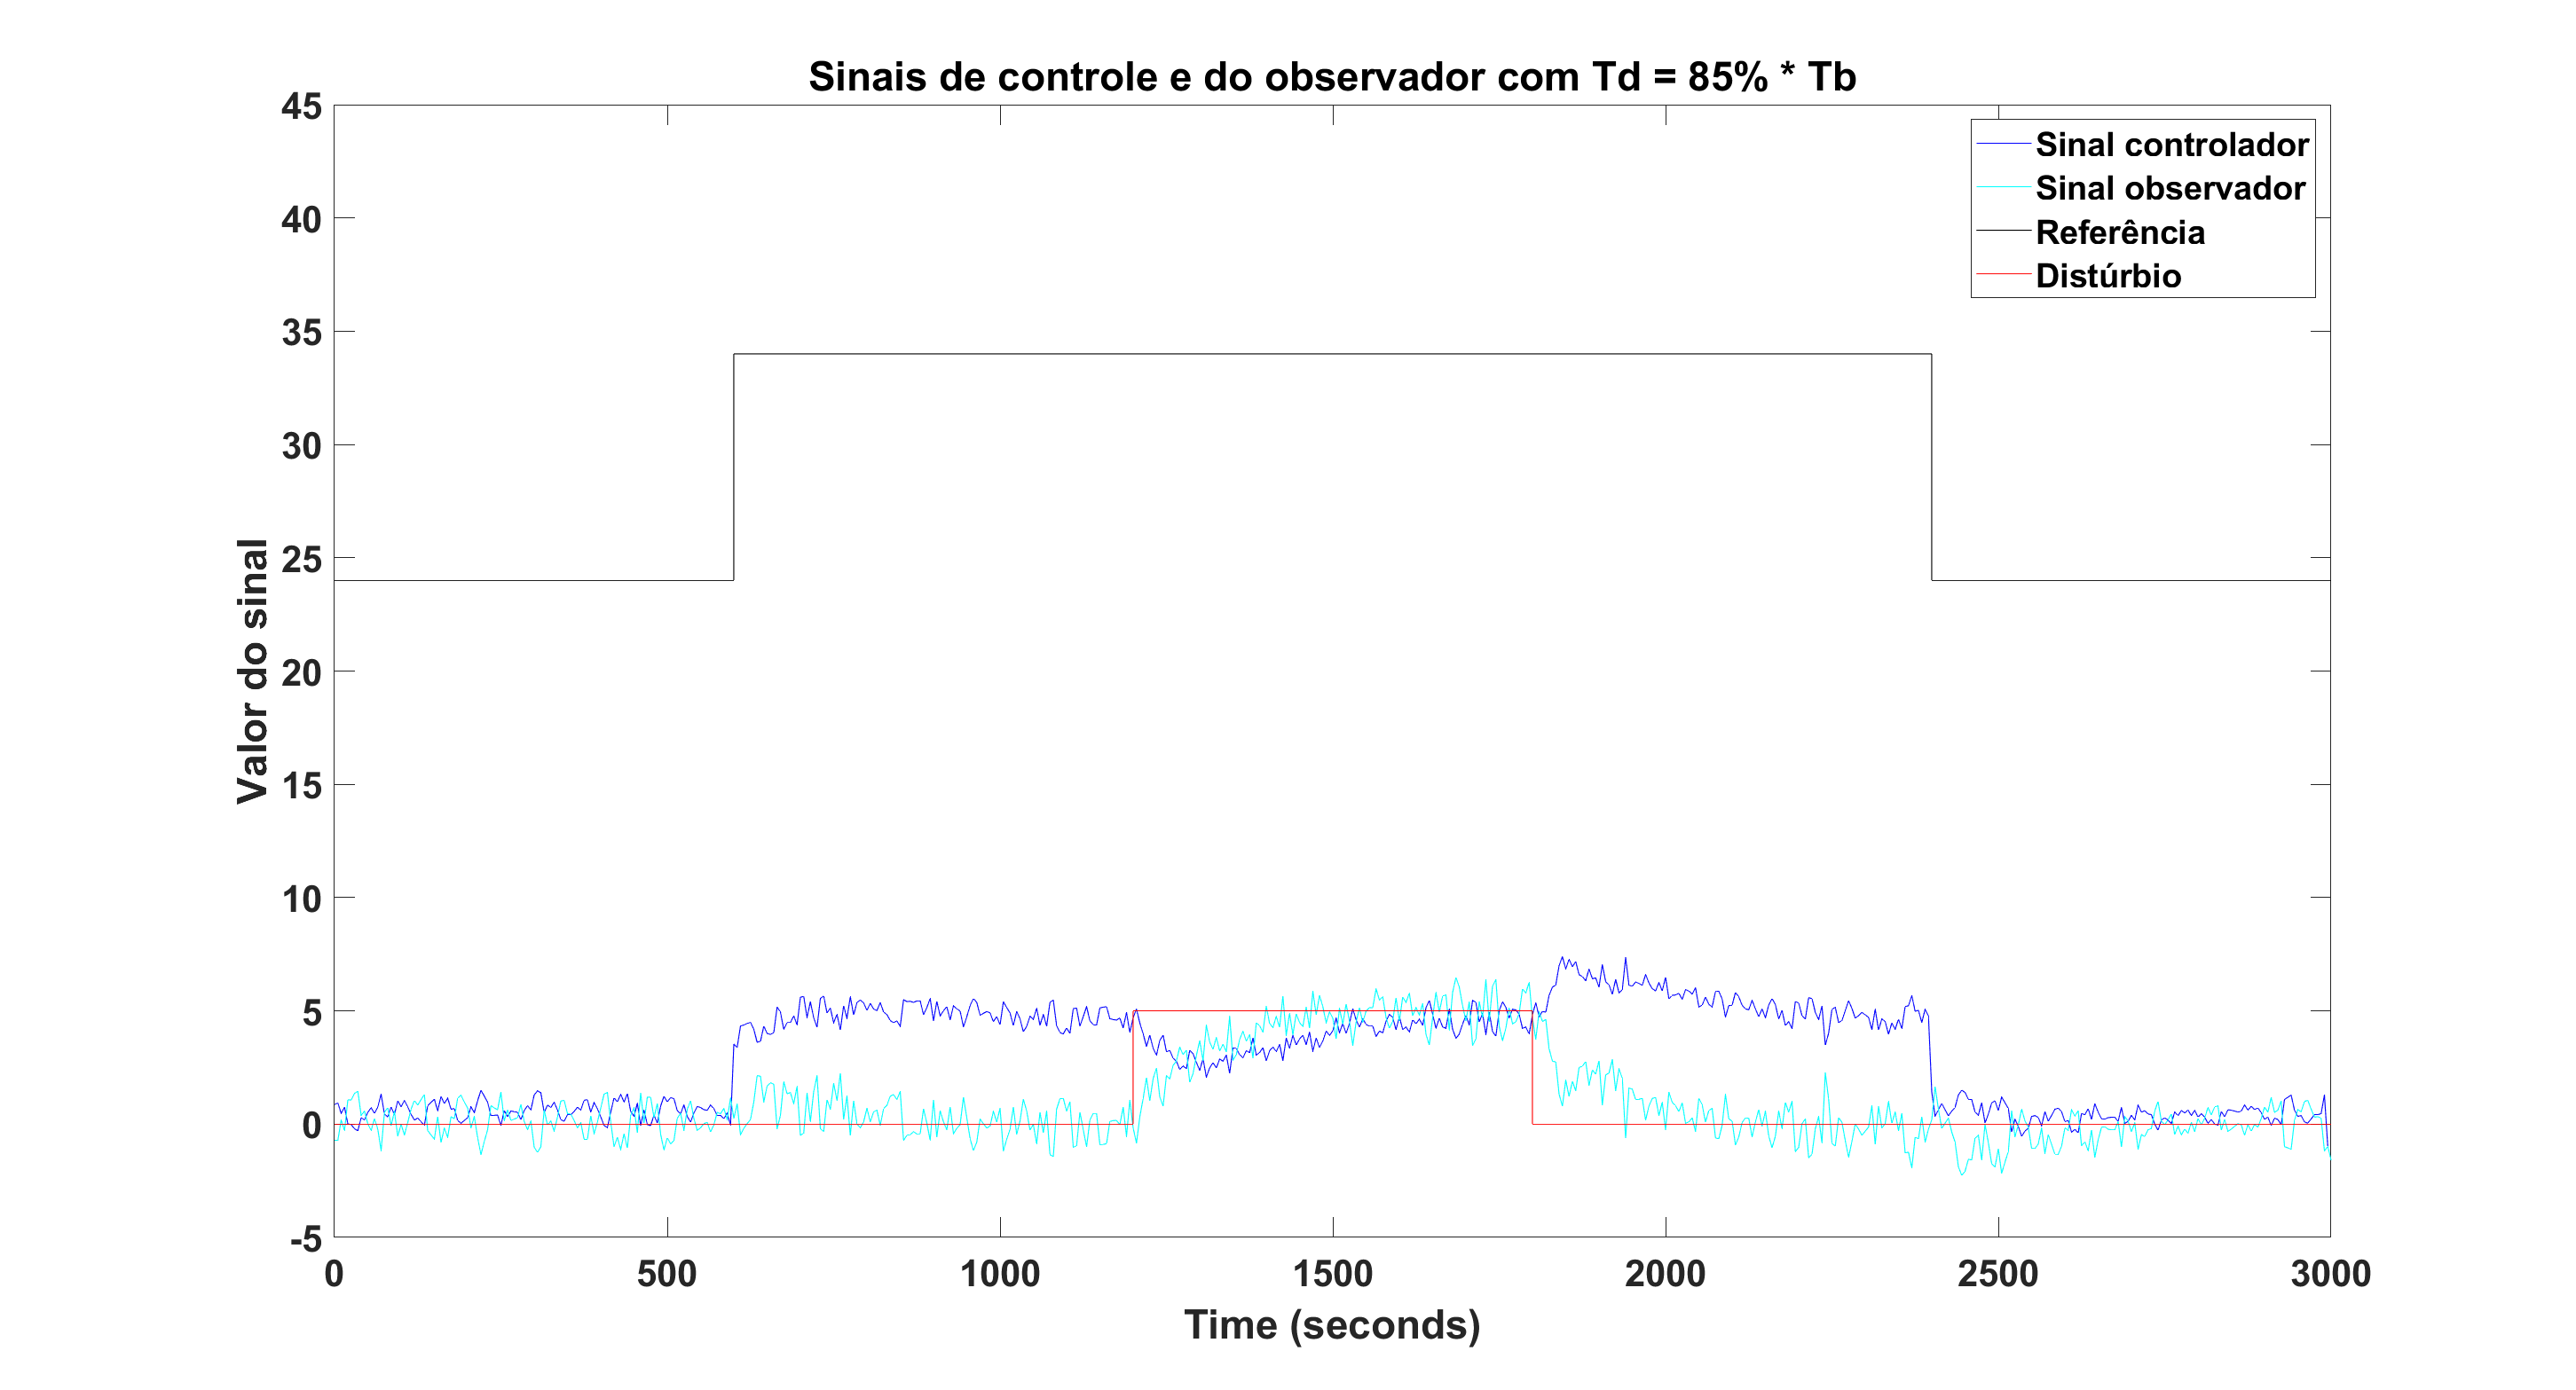 Sinais de controle e do observador com Td = 85% * Tb
45
40
35
30
25
20
15
10
5
0
-5
Valor do sinal
Sinal controlador
Sinal observador
Referência
Distúrbio
0 500 1000 1500 2000 2500 3000
Time (seconds)